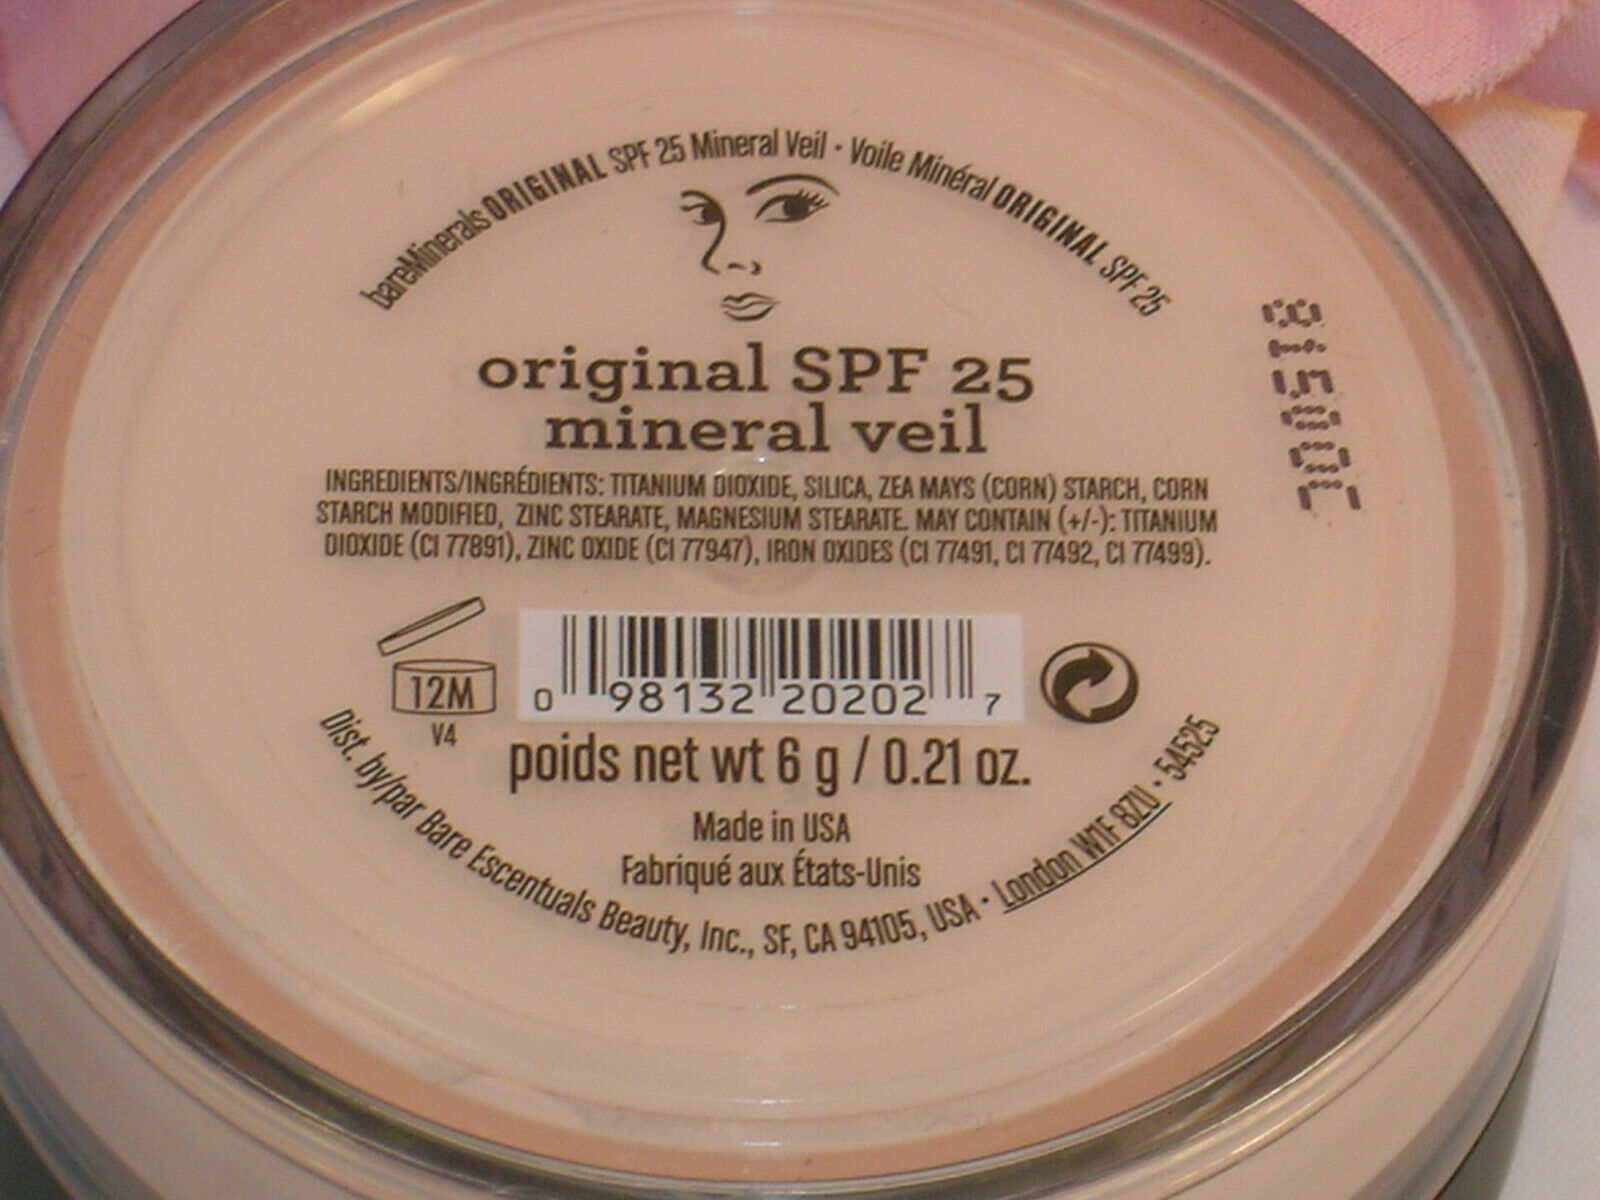 bareMinerals ORIGINAL SPF 25 Mineral Veil • Voile Minéral ORIGINAL SPF 25
original SPF 25
mineral veil
INGREDIENTS/INGRÉDIENTS: TITANIUM DIOXIDE, SILICA, ZEA MAYS (CORN) STARCH, CORN
STARCH MODIFIED, ZINC STEARATE, MAGNESIUM STEARATE. MAY CONTAIN (+/-): TITANIUM
DIOXIDE (CI 77891), ZINC OXIDE (CI 77947), IRON OXIDES (CI 77491, CI 77492, CI 77499).
12M
V4
0 98132 20202 7
poids net wt 6 g / 0.21 oz.
Made in USA
Fabriqué aux États-Unis
Dist. by/par Bare Escentuals Beauty, Inc., SF, CA 94105, USA • London W1F 8ZU • 54525